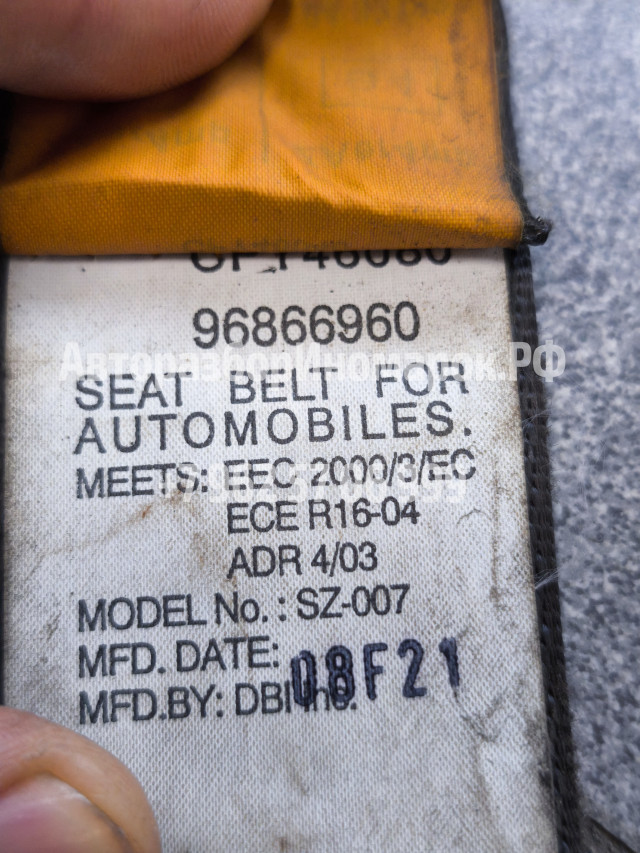 96866960
АвторазборИномарок.РФ
SEAT BELT FOR
AUTOMOBILES.
MEETS: EEC 2000/3/EC
ECE R16-04
ADR 4/03
MODEL No.: SZ-007
MFD. DATE: 08F21
MFD.BY: DBI Inc.